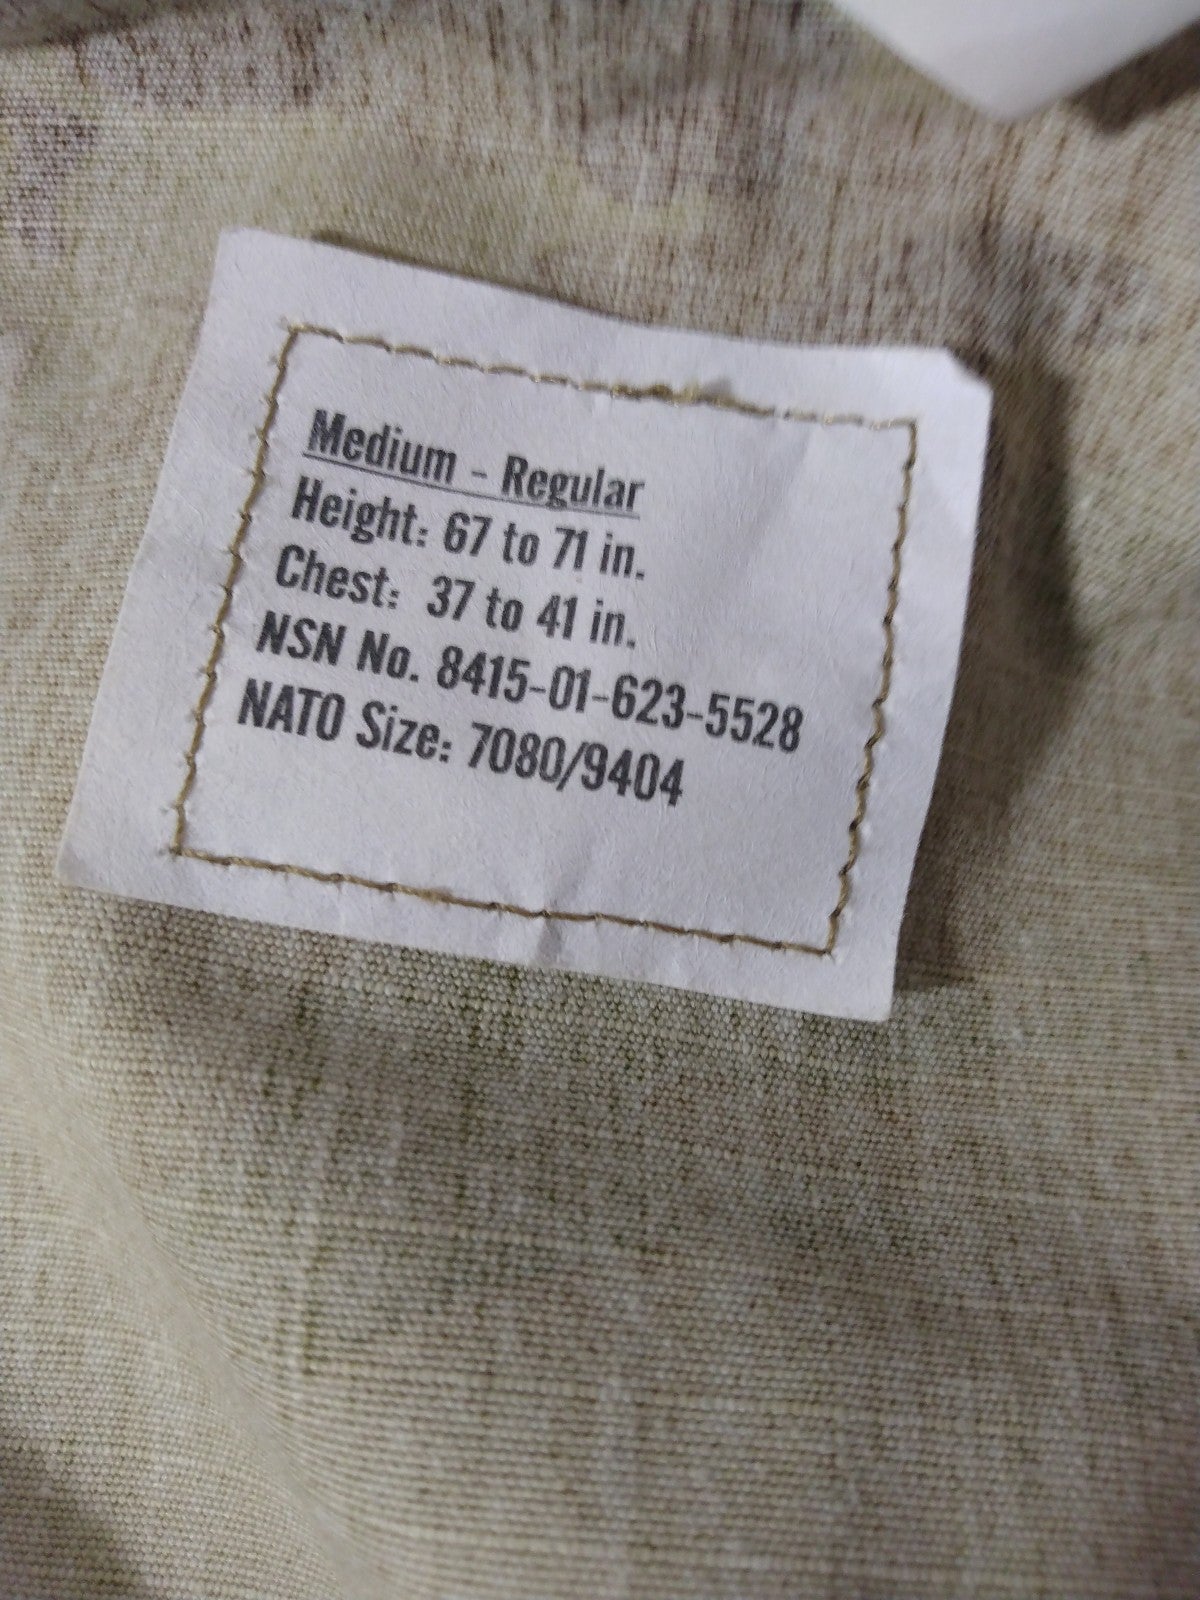 Medium - Regular
Height: 67 to 71 in.
Chest: 37 to 41 in.
NSN No. 8415-01-623-5528
NATO Size: 7080/9404